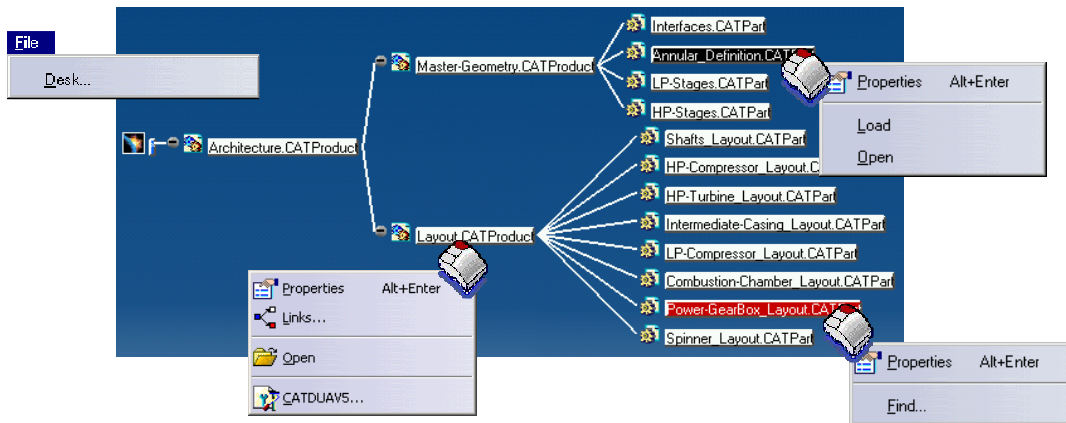 File
Desk...
Architecture.CATProduct
Master-Geometry.CATProduct
Interfaces.CATPart
Annular_Definition.CAT
LP-Stages.CATPart
HP-Stages.CATPart
Layout.CATProduct
Shafts_Layout.CATPart
HP-Compressor_Layout.C
HP-Turbine_Layout.CATPart
Intermediate-Casing_Layout.CATPart
LP-Compressor_Layout.CATPart
Combustion-Chamber_Layout.CATPart
Power-GearBox_Layout.CAT
Spinner_Layout.CATPart
Properties Alt+Enter
Load
Open
Properties Alt+Enter
Links...
Open
CATDUAV5...
Properties Alt+Enter
Find...